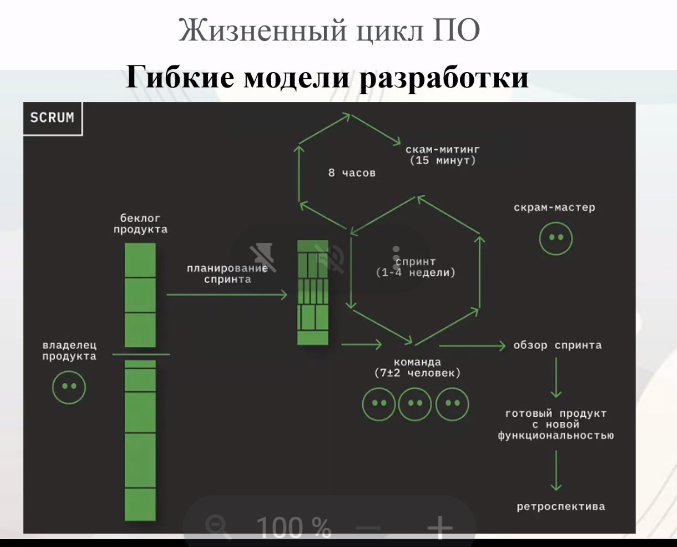 Жизненный цикл ПО
Гибкие модели разработки
SCRUM
скам-митинг
(15 минут)
8 часов
скрам-мастер
беклог
продукта
планирование
спринта
спринт
(1-4 недели)
владелец
продукта
команда
(7±2 человек)
обзор спринта
готовый продукт
с новой
функциональностью
ретроспектива
100 %